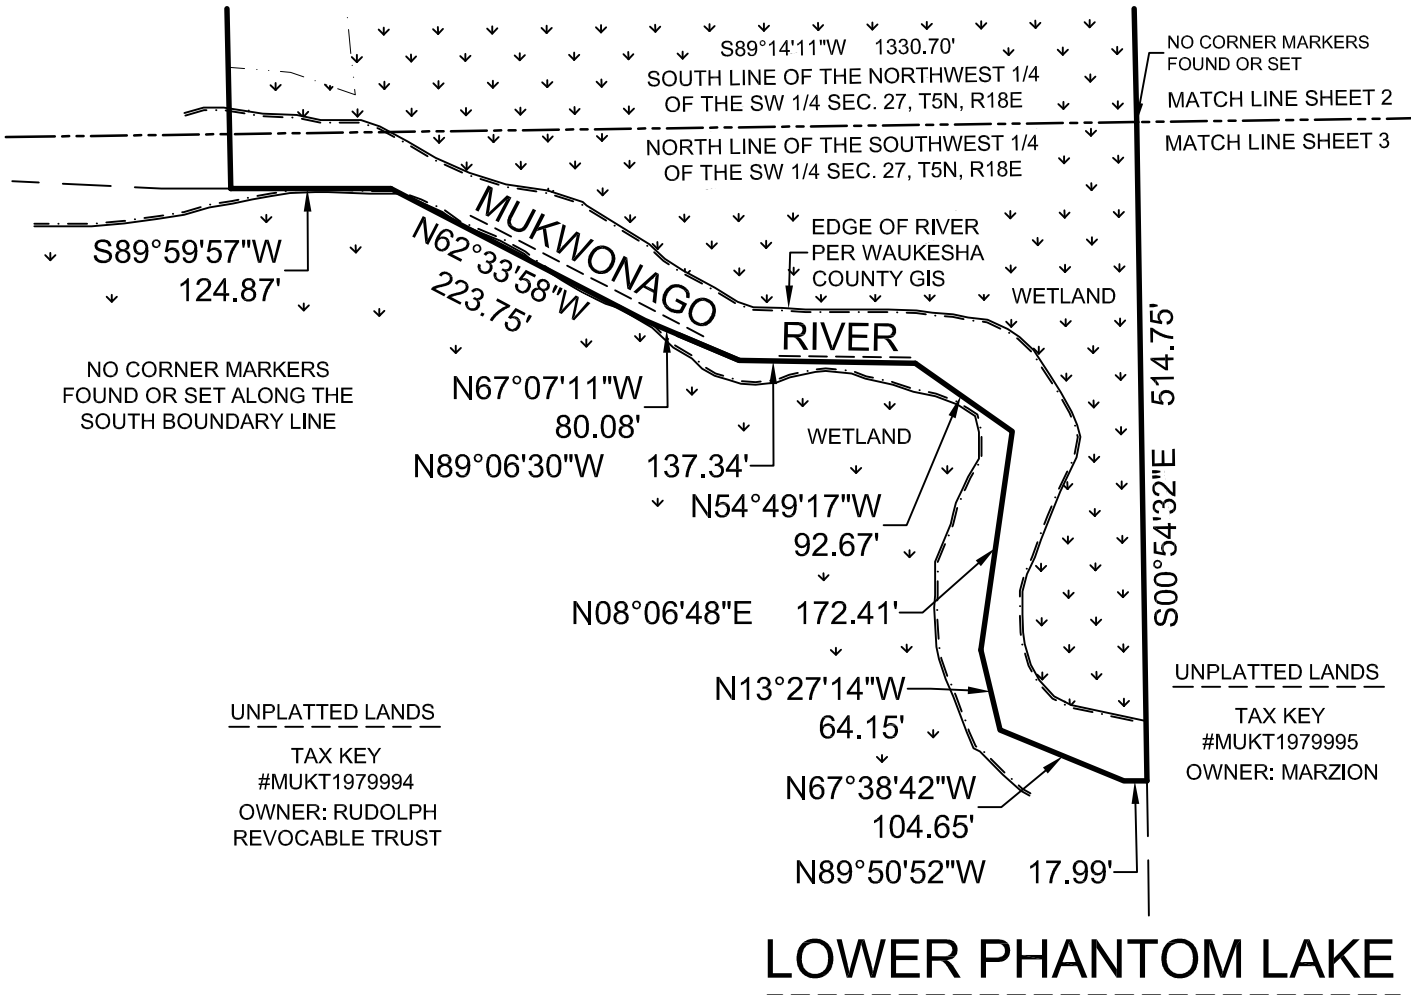 S89°14'11"W 1330.70'
SOUTH LINE OF THE NORTHWEST 1/4
OF THE SW 1/4 SEC. 27, T5N, R18E
NO CORNER MARKERS
FOUND OR SET
MATCH LINE SHEET 2
MATCH LINE SHEET 3
NORTH LINE OF THE SOUTHWEST 1/4
OF THE SW 1/4 SEC. 27, T5N, R18E
MUKWONAGO
RIVER
EDGE OF RIVER
PER WAUKESHA
COUNTY GIS
WETLAND
S89°59'57"W
124.87'
N62°33'58"W
223.75'
S00°54'32"E 514.75'
NO CORNER MARKERS
FOUND OR SET ALONG THE
SOUTH BOUNDARY LINE
N67°07'11"W
80.08'
WETLAND
N89°06'30"W 137.34'
N54°49'17"W
92.67'
N08°06'48"E 172.41'
N13°27'14"W
64.15'
N67°38'42"W
104.65'
N89°50'52"W 17.99'
UNPLATTED LANDS
TAX KEY
#MUKT1979995
OWNER: MARZION
UNPLATTED LANDS
TAX KEY
#MUKT1979994
OWNER: RUDOLPH
REVOCABLE TRUST
LOWER PHANTOM LAKE